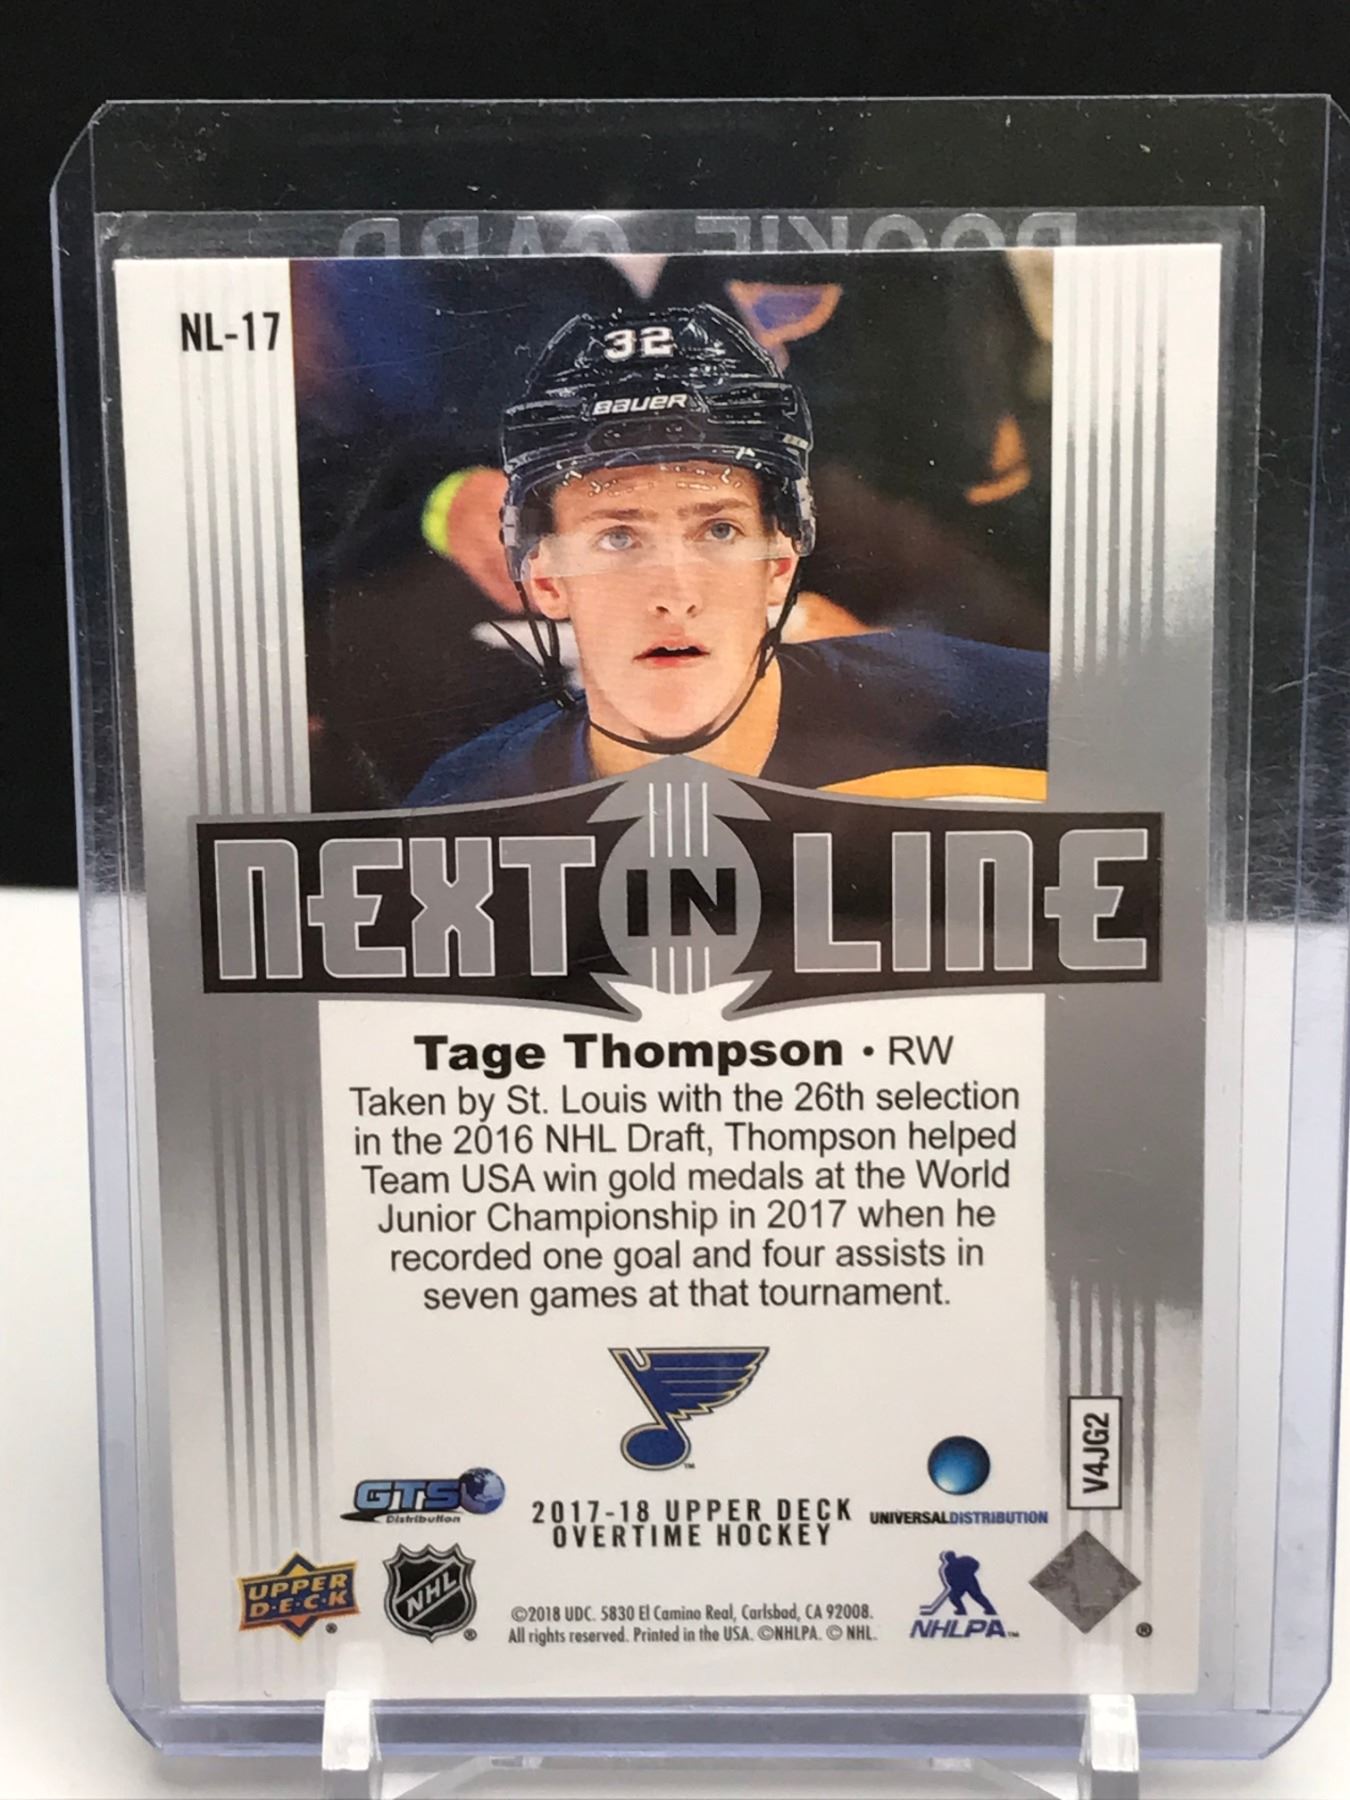 ROOKIE CARD
NL-17
32
BAUER
NEXT IN LINE
Tage Thompson • RW
Taken by St. Louis with the 26th selection
in the 2016 NHL Draft, Thompson helped
Team USA win gold medals at the World
Junior Championship in 2017 when he
recorded one goal and four assists in
seven games at that tournament.
™
V4JG2
GTS
Distribution
2017-18 UPPER DECK
OVERTIME HOCKEY
UNIVERSALDISTRIBUTION
UPPER
D·E·C·K
®
NHL
®
©2018 UDC. 5830 El Camino Real, Carlsbad, CA 92008.
All rights reserved. Printed in the USA. ©NHLPA. © NHL.
NHLPA™
®